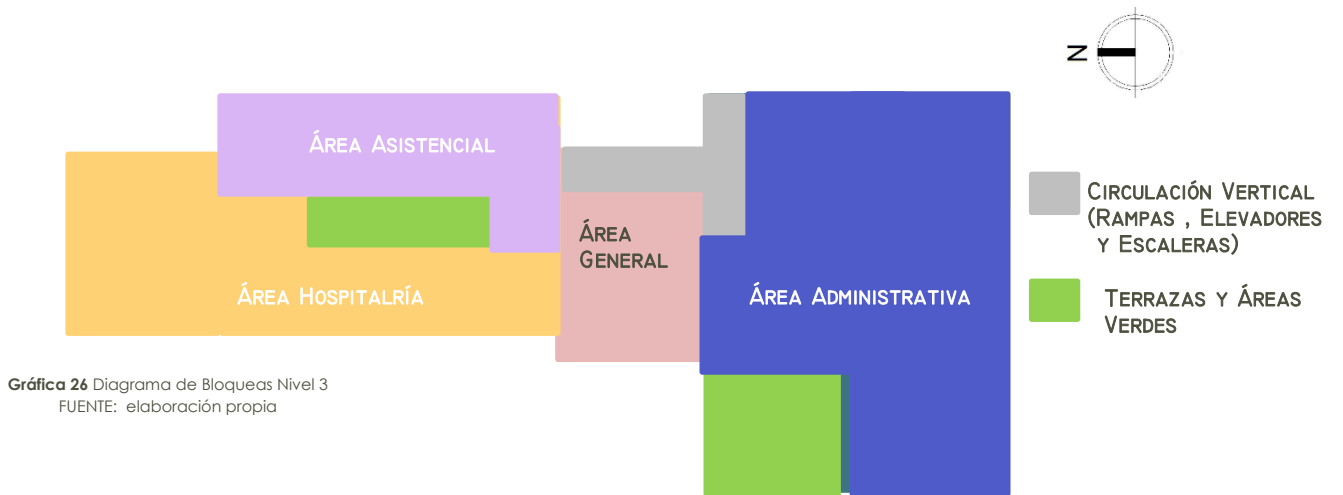 N
Área Asistencial
Área
General
Área Hospitalría
Área Administrativa
Circulación Vertical
(Rampas , Elevadores
y Escaleras)
Terrazas y Áreas
Verdes
Gráfica 26 Diagrama de Bloqueas Nivel 3
FUENTE: elaboración propia